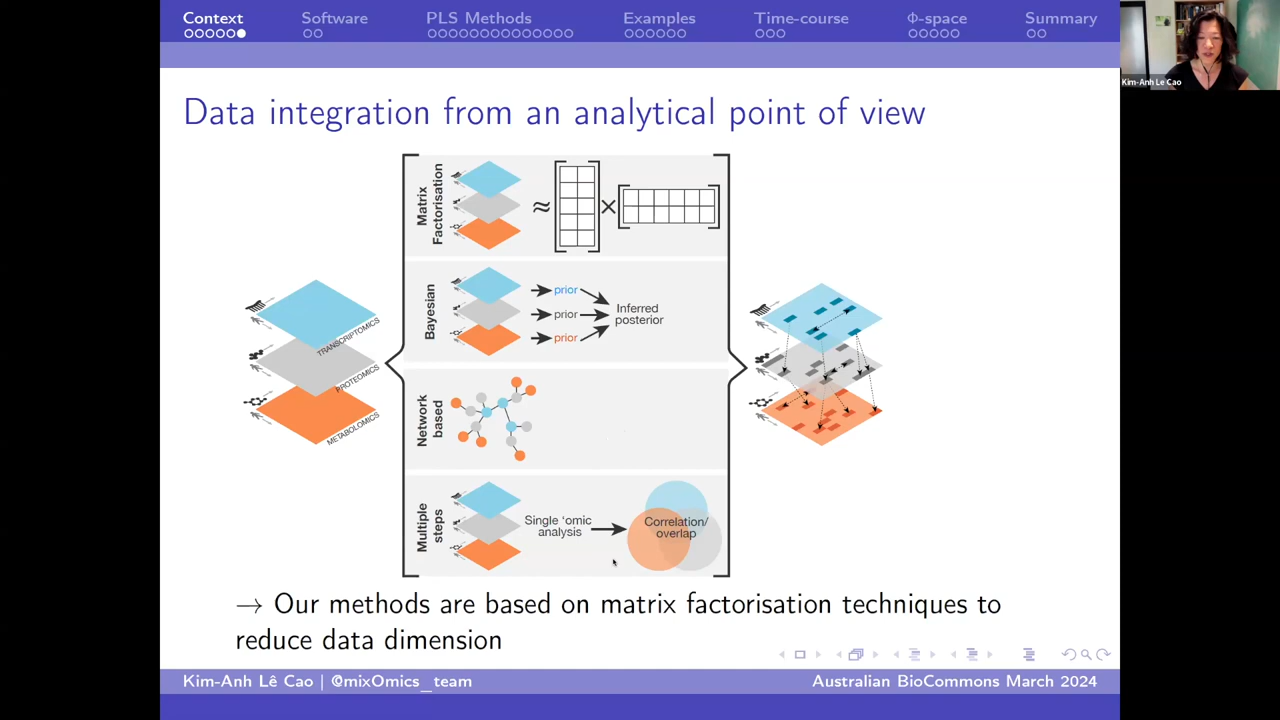 Context Software PLS Methods Examples Time-course Φ-space Summary
Kim-Anh Le Cao
Data integration from an analytical point of view
Matrix
Factorisation
≈
×
Bayesian
prior
prior
prior
Inferred
posterior
TRANSCRIPTOMICS
PROTEOMICS
METABOLOMICS
Network
based
Multiple
steps
Single 'omic
analysis
Correlation/
overlap
→ Our methods are based on matrix factorisation techniques to
reduce data dimension
Kim-Anh Lê Cao | @mixOmics_team Australian BioCommons March 2024